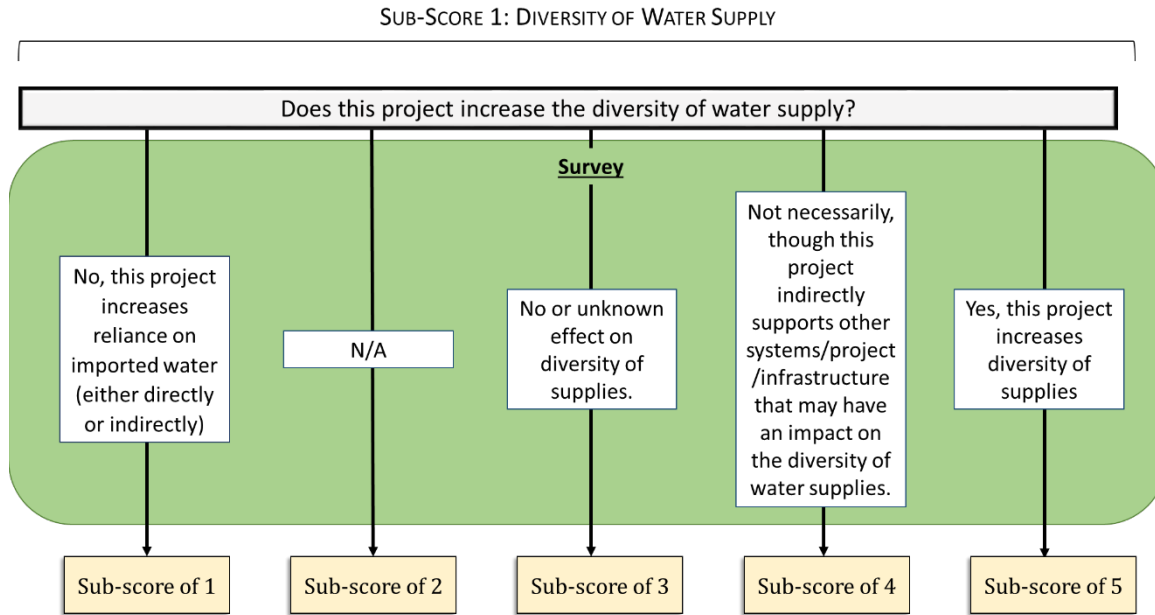 SUB-SCORE 1: DIVERSITY OF WATER SUPPLY
Does this project increase the diversity of water supply?
Survey
No, this project
increases
reliance on
imported water
(either directly
or indirectly)
N/A
No or unknown
effect on
diversity of
supplies.
Not necessarily,
though this
project
indirectly
supports other
systems/project
/infrastructure
that may have
an impact on
the diversity of
water supplies.
Yes, this project
increases
diversity of
supplies
Sub-score of 1
Sub-score of 2
Sub-score of 3
Sub-score of 4
Sub-score of 5